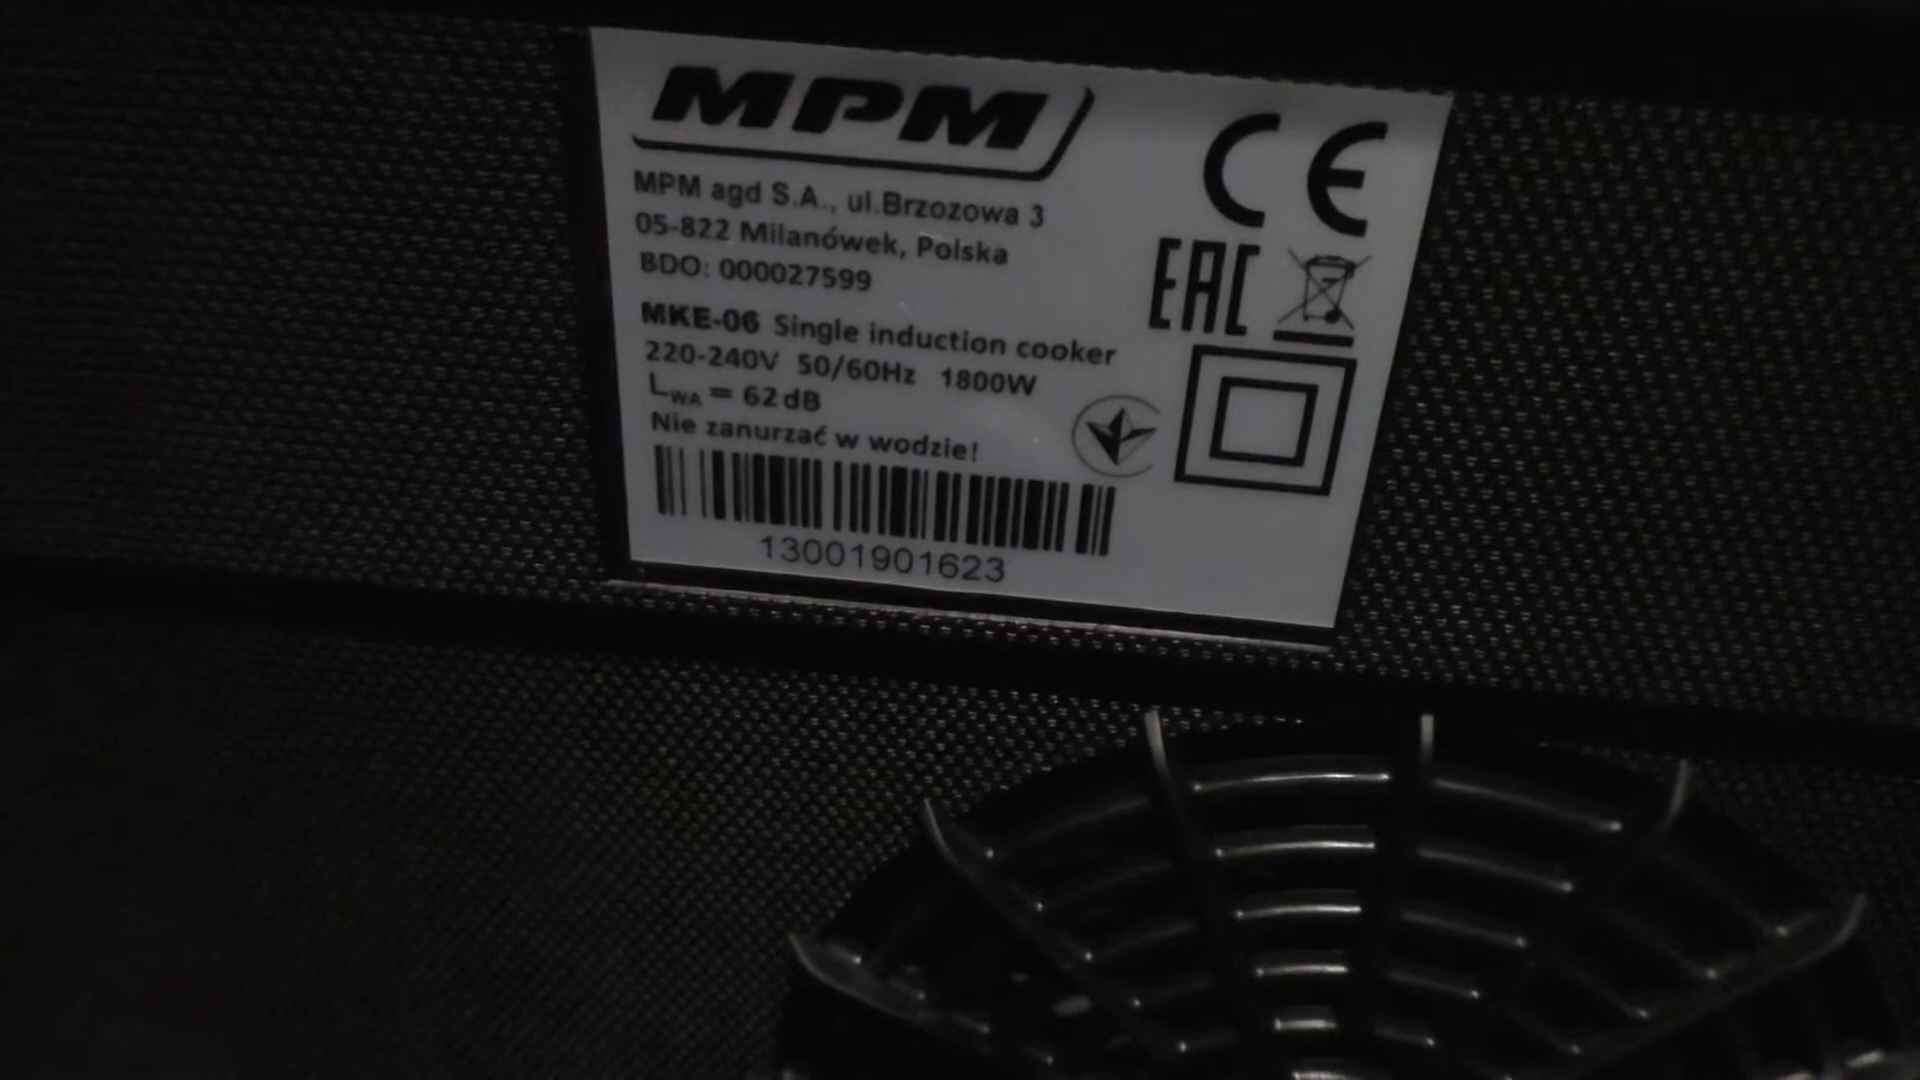 MPM
MPM agd S.A., ul.Brzozowa 3
05-822 Milanówek, Polska
BDO: 000027599
MKE-06 Single induction cooker
220-240V 50/60Hz 1800W
LWA = 62 dB
Nie zanurzać w wodzie!
13001901623
CE
EAC